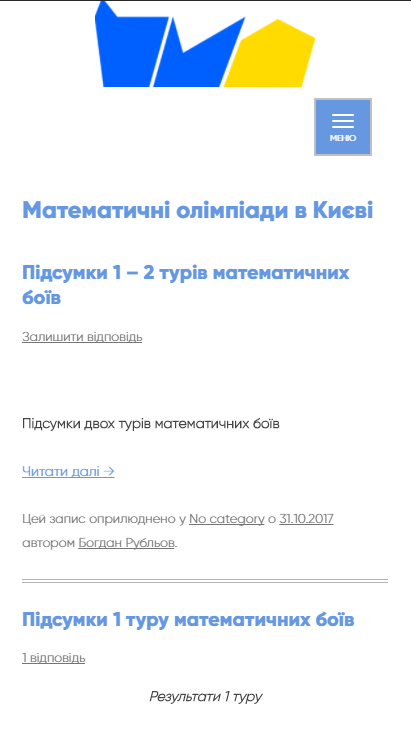 МЕНЮ
Математичні олімпіади в Києві
Підсумки 1 – 2 турів математичних
боїв
Залишити відповідь
Підсумки двох турів математичних боїв
Читати далі →
Цей запис оприлюднено у No category о 31.10.2017
автором Богдан Рубльов.
Підсумки 1 туру математичних боїв
1 відповідь
Результати 1 туру